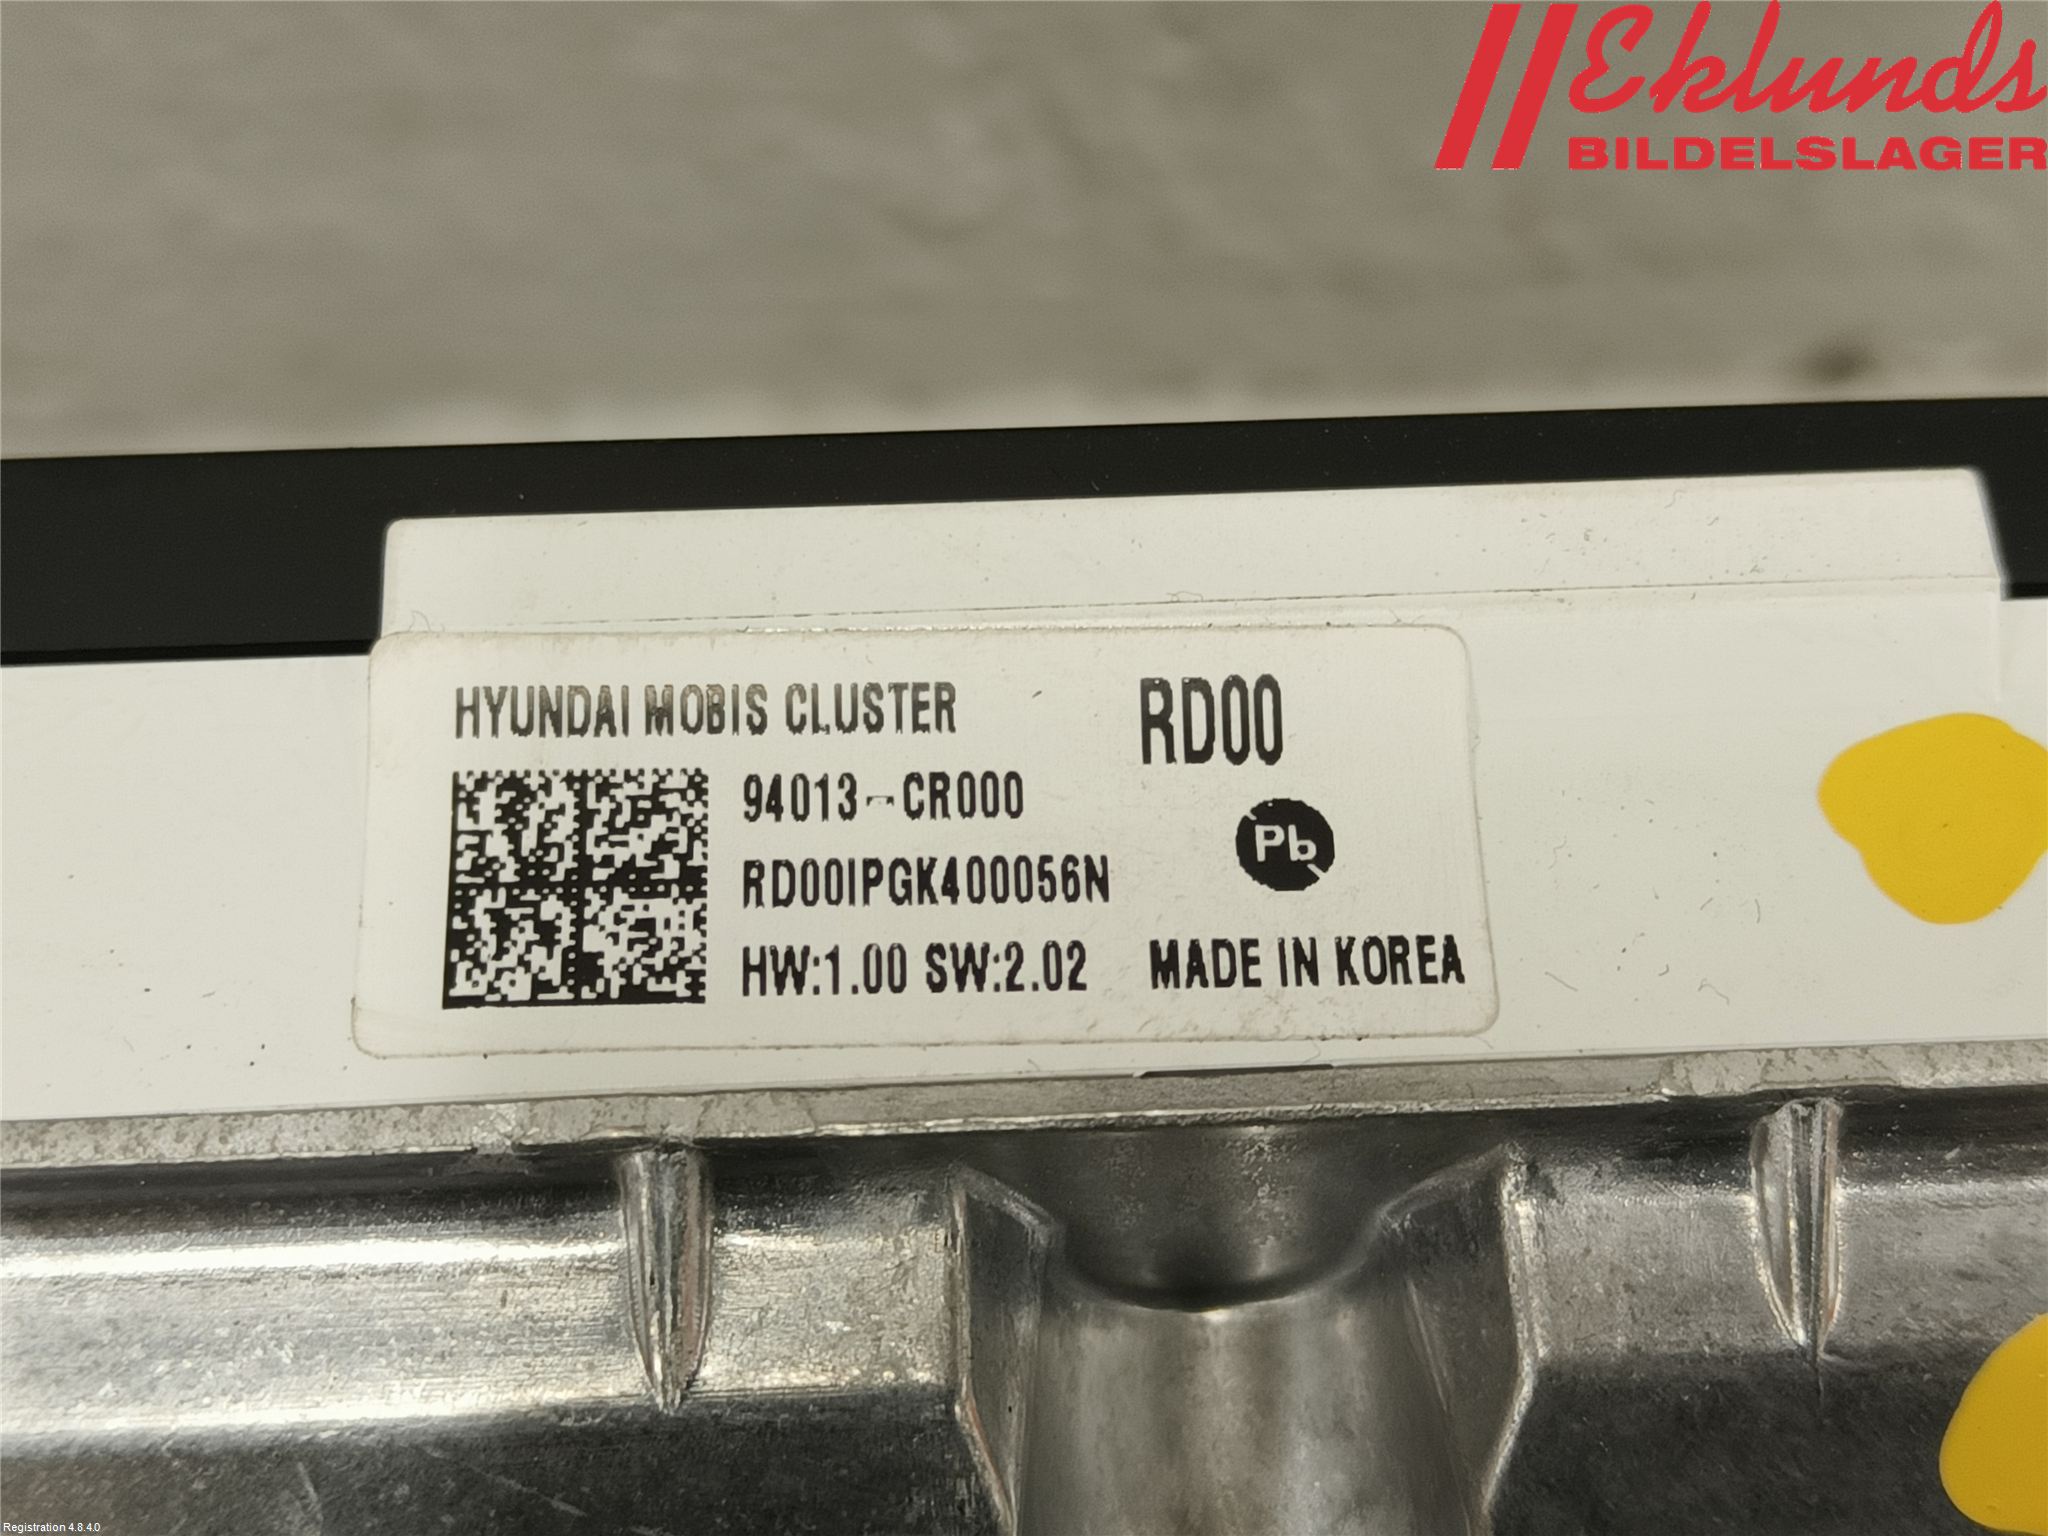 Eklunds
BILDELSLAGER
HYUNDAI MOBIS CLUSTER
RD00
94013-CR000
RD00IPGK400056N
Pb
HW:1.00 SW:2.02
MADE IN KOREA
Registration 4.8.4.0